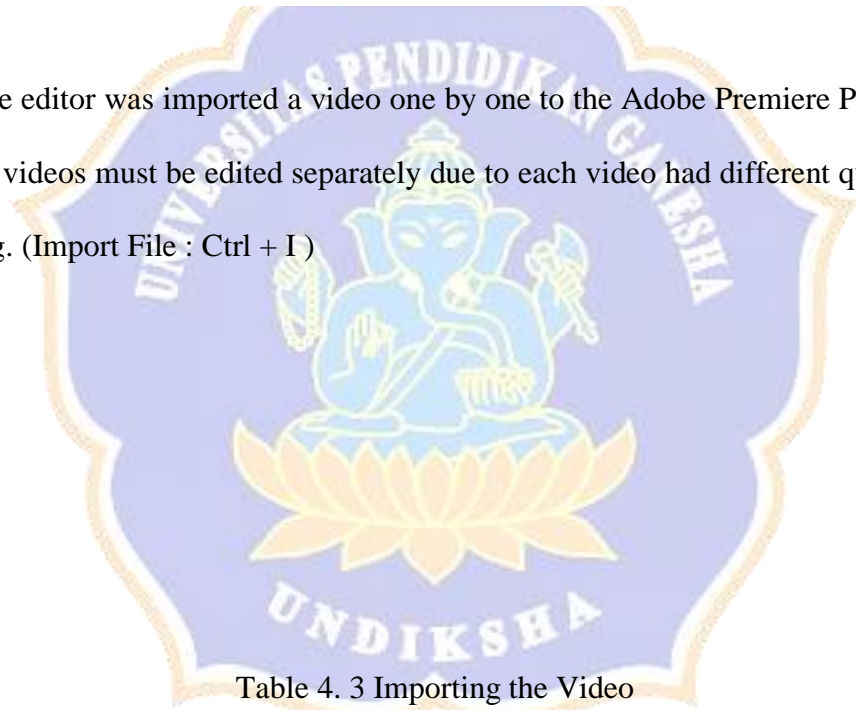 e editor was imported a video one by one to the Adobe Premiere P
videos must be edited separately due to each video had different q
g. (Import File : Ctrl + I )
UNIVERSITAS PENDIDIKAN GANESHA
UNDIKSHA
Table 4. 3 Importing the Video